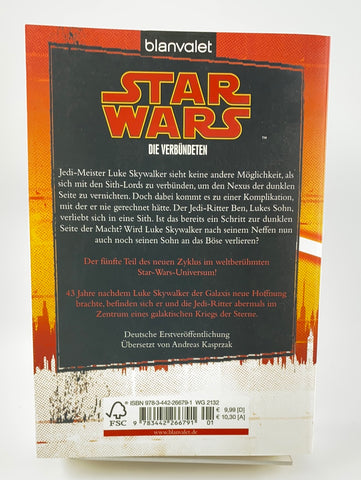 blanvalet
STAR
WARS
™
DIE VERBÜNDETEN
Jedi-Meister Luke Skywalker sieht keine andere Möglichkeit, als
sich mit den Sith-Lords zu verbünden, um den Nexus der dunklen
Seite zu vernichten. Doch dabei kommt es zu einer Komplikation,
mit der er nie gerechnet hätte. Der Jedi-Ritter Ben, Lukes Sohn,
verliebt sich in eine Sith. Ist das bereits ein Schritt zur dunklen
Seite der Macht? Wird Luke Skywalker nach seinem Neffen nun
auch noch seinen Sohn an das Böse verlieren?
Der fünfte Teil des neuen Zyklus im weltberühmten
Star-Wars-Universum!
43 Jahre nachdem Luke Skywalker der Galaxis neue Hoffnung
brachte, befinden sich er und die Jedi-Ritter abermals im
Zentrum eines galaktischen Kriegs der Sterne.
Deutsche Erstveröffentlichung
Übersetzt von Andreas Kasprzak
FSC
ISBN 978-3-442-26679-1 WG 2132
€ 9,99 [D]
€ 10,30 [A]
9 783442 266791 01
www.blanvalet.de